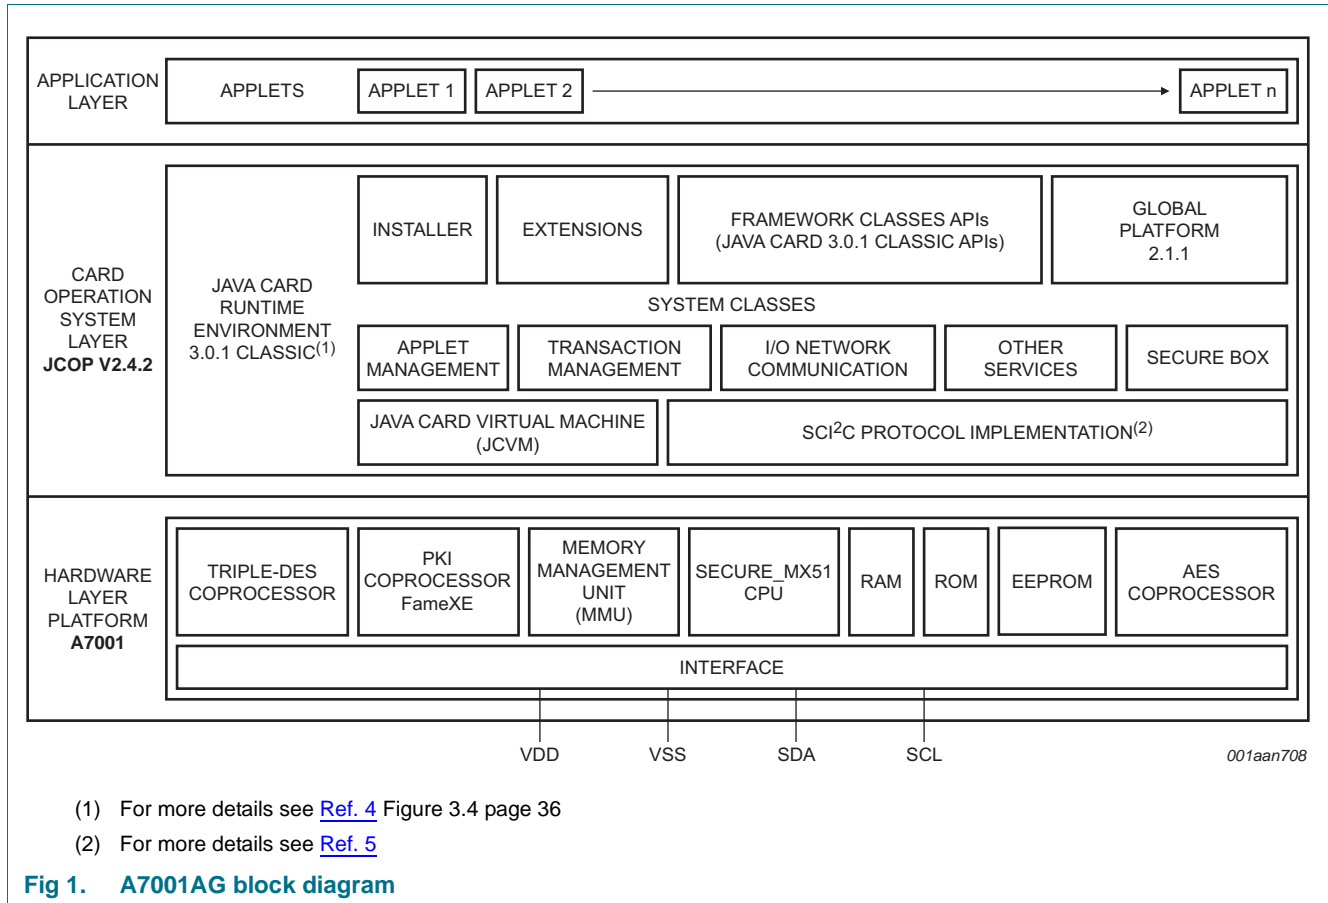 APPLICATION
LAYER
APPLETS
APPLET 1
APPLET 2
APPLET n
CARD
OPERATION
SYSTEM
LAYER
JCOP V2.4.2
JAVA CARD
RUNTIME
ENVIRONMENT
3.0.1 CLASSIC(1)
INSTALLER
EXTENSIONS
FRAMEWORK CLASSES APIs
(JAVA CARD 3.0.1 CLASSIC APIs)
GLOBAL
PLATFORM
2.1.1
SYSTEM CLASSES
APPLET
MANAGEMENT
TRANSACTION
MANAGEMENT
I/O NETWORK
COMMUNICATION
OTHER
SERVICES
SECURE BOX
JAVA CARD VIRTUAL MACHINE
(JCVM)
SCI2C PROTOCOL IMPLEMENTATION(2)
HARDWARE
LAYER
PLATFORM
A7001
TRIPLE-DES
COPROCESSOR
PKI
COPROCESSOR
FameXE
MEMORY
MANAGEMENT
UNIT
(MMU)
SECURE_MX51
CPU
RAM
ROM
EEPROM
AES
COPROCESSOR
INTERFACE
VDD
VSS
SDA
SCL
001aan708
(1) For more details see Ref. 4 Figure 3.4 page 36
(2) For more details see Ref. 5
Fig 1. A7001AG block diagram